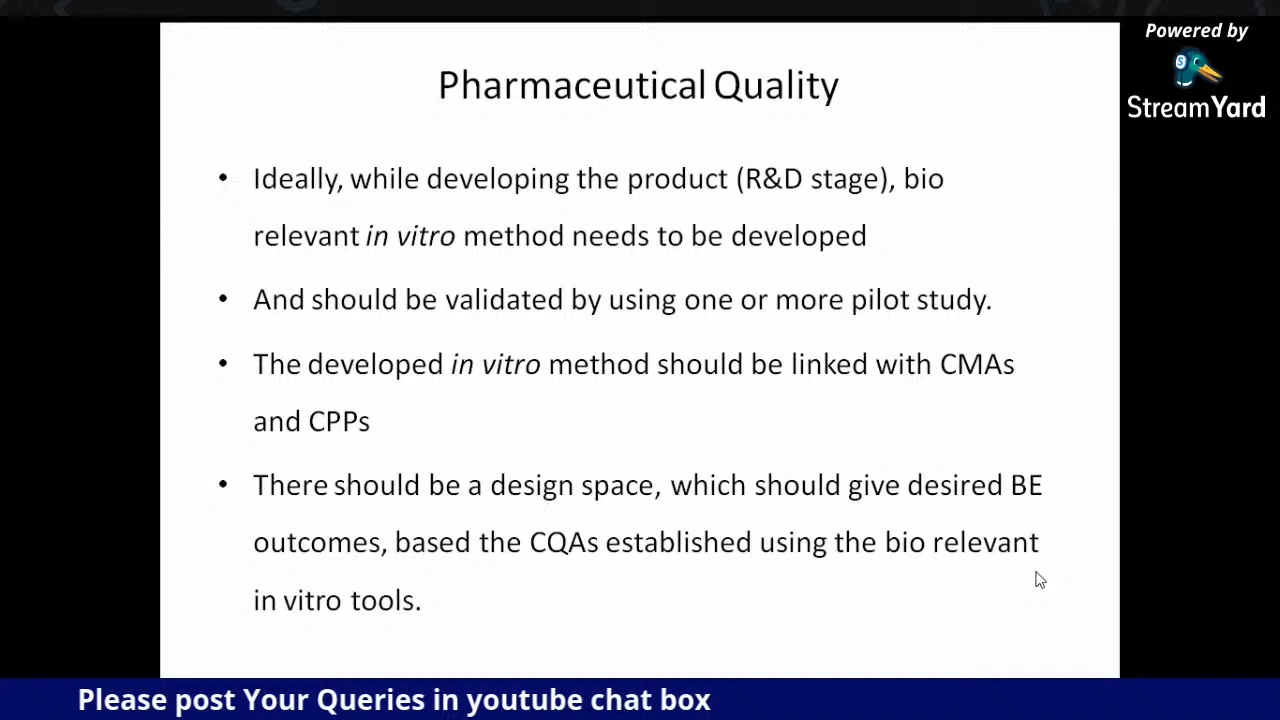 Powered by
StreamYard
Pharmaceutical Quality
• Ideally, while developing the product (R&D stage), bio
relevant in vitro method needs to be developed
• And should be validated by using one or more pilot study.
• The developed in vitro method should be linked with CMAs
and CPPs
• There should be a design space, which should give desired BE
outcomes, based the CQAs established using the bio relevant
in vitro tools.
Please post Your Queries in youtube chat box